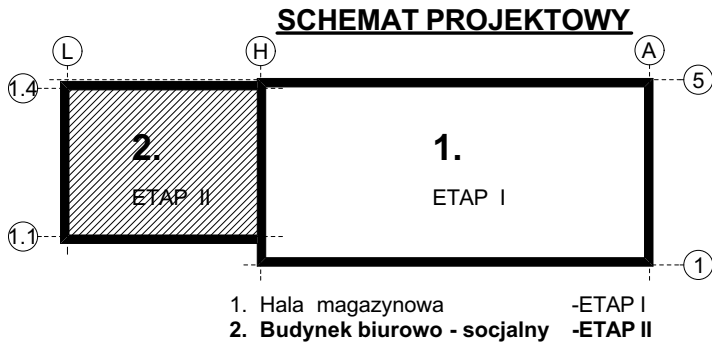 SCHEMAT PROJEKTOWY
L H A
1.4 5
2. 1.
ETAP II ETAP I
1.1 1
1. Hala magazynowa -ETAP I
2. Budynek biurowo - socjalny -ETAP II